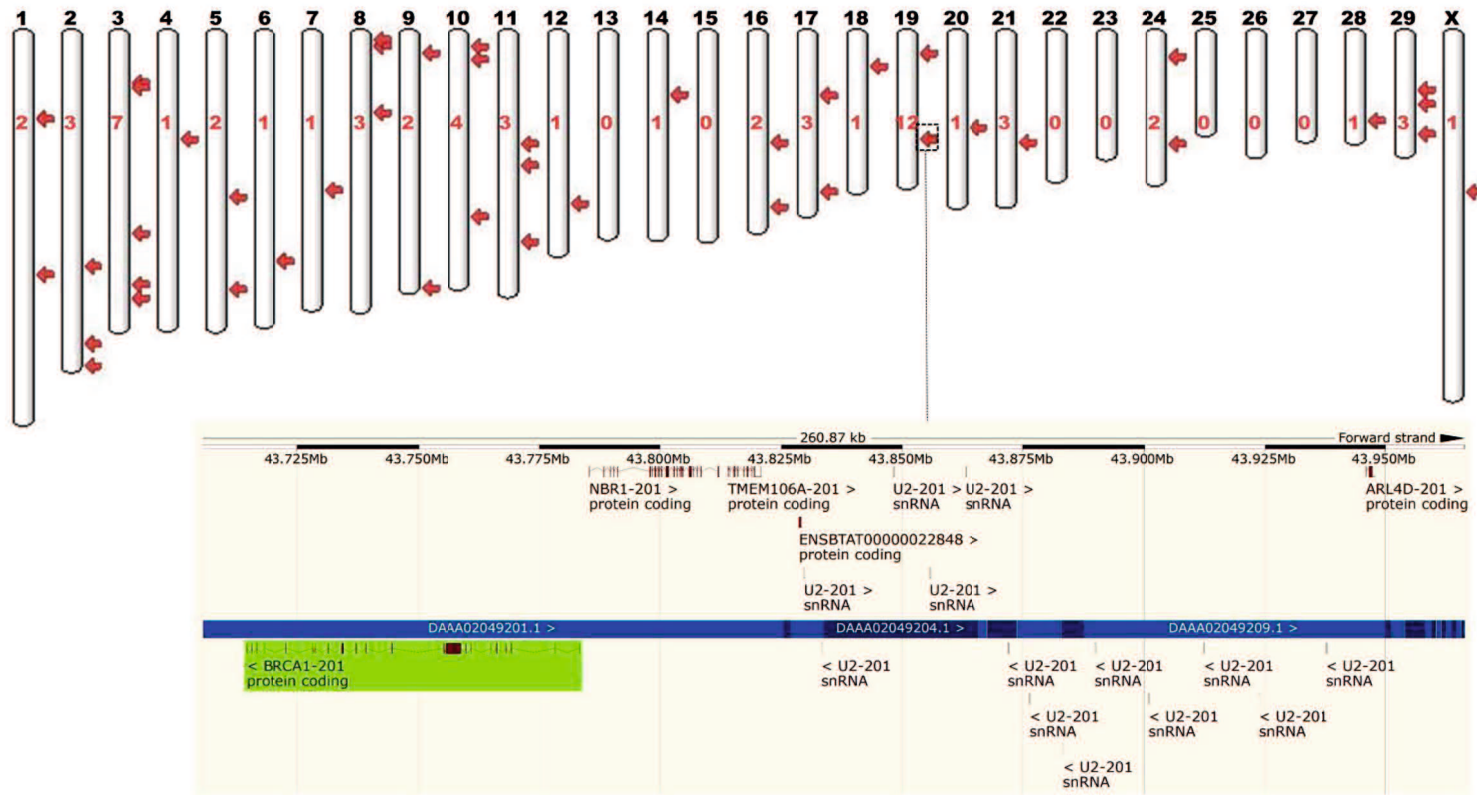 1 2 3 4 5 6 7 8 9 10 11 12 13 14 15 16 17 18 19 20 21 22 23 24 25 26 27 28 29 X
2 3 7 1 2 1 1 3 2 4 3 1 0 1 0 2 3 1 12 1 3 0 0 2 0 0 0 1 3 1
260.87 kb Forward strand
43.725Mb 43.750Mb 43.775Mb 43.800Mb 43.825Mb 43.850Mb 43.875Mb 43.900Mb 43.925Mb 43.950Mb
NBR1-201 > TMEM106A-201 > U2-201 > U2-201 > ARL4D-201 >
protein coding protein coding snRNA snRNA protein coding
ENSBTAT00000022848 >
protein coding
U2-201 > U2-201 >
snRNA snRNA
DAAA02049201.1 > DAAA02049204.1 > DAAA02049209.1 >
< BRCA1-201 < U2-201 < U2-201 < U2-201 < U2-201 < U2-201
protein coding snRNA snRNA snRNA snRNA snRNA
< U2-201 < U2-201 < U2-201
snRNA snRNA snRNA
< U2-201
snRNA